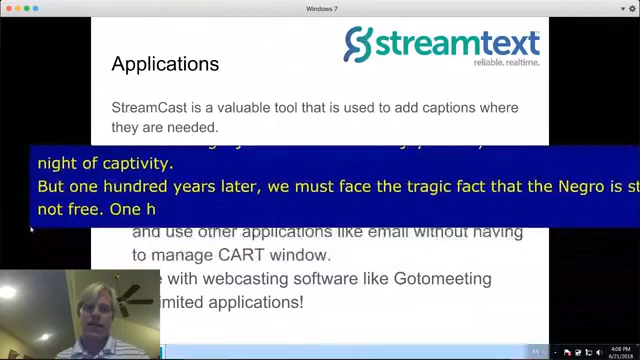 Windows 7
streamtext
reliable. realtime.
Applications
StreamCast is a valuable tool that is used to add captions where
they are needed.
night of captivity.
But one hundred years later, we must face the tragic fact that the Negro is st
not free. One h
and use other applications like email without having
to manage CART window.
with webcasting software like Gotomeeting
limited applications!
4:06 PM
6/21/2018